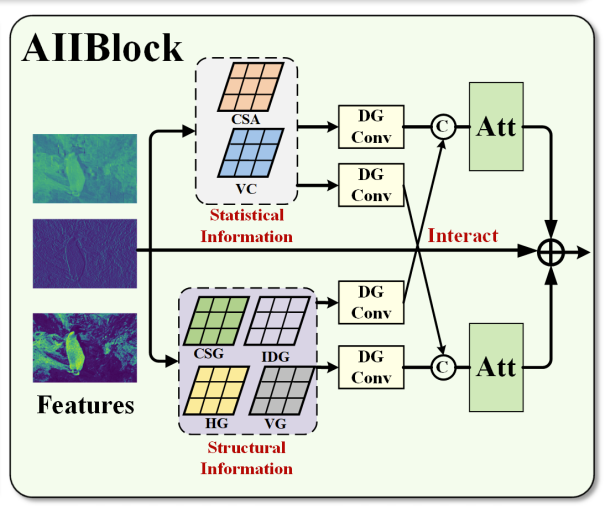 AIIBlock
CSA
VC
Statistical
Information
DG
Conv
DG
Conv
C
Att
Interact
Features
CSG
IDG
HG
VG
Structural
Information
DG
Conv
DG
Conv
C
Att